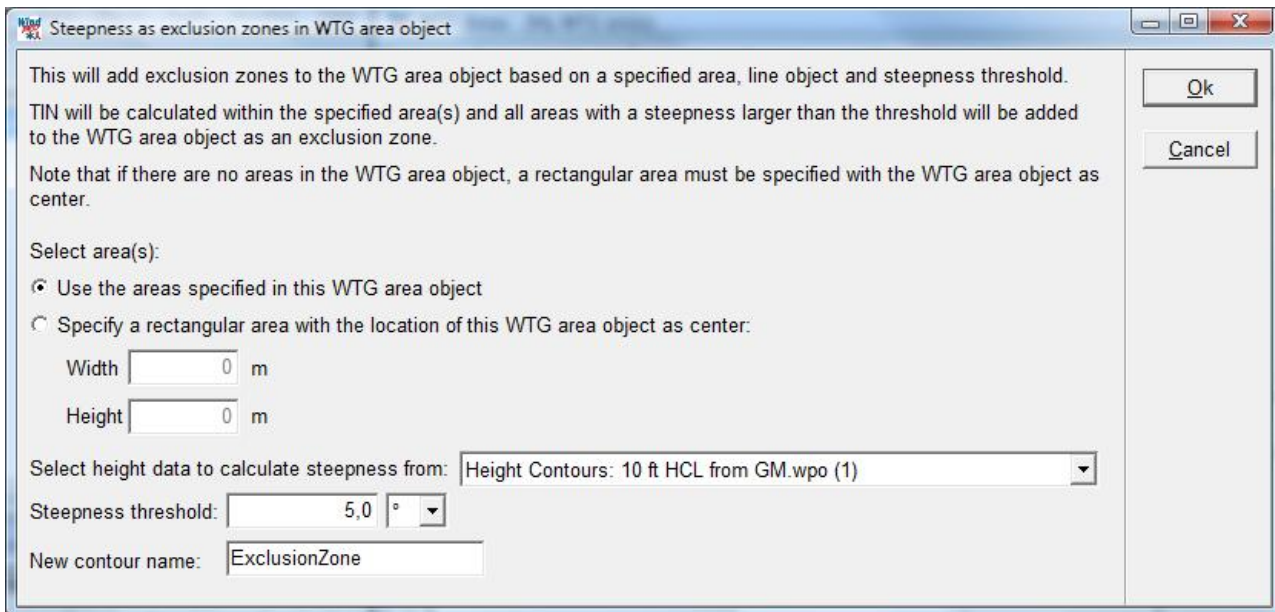 Steepness as exclusion zones in WTG area object
This will add exclusion zones to the WTG area object based on a specified area, line object and steepness threshold.
TIN will be calculated within the specified area(s) and all areas with a steepness larger than the threshold will be added
to the WTG area object as an exclusion zone.
Note that if there are no areas in the WTG area object, a rectangular area must be specified with the WTG area object as
center.
Ok
Cancel
Select area(s):
Use the areas specified in this WTG area object
Specify a rectangular area with the location of this WTG area object as center:
Width 0 m
Height 0 m
Select height data to calculate steepness from: Height Contours: 10 ft HCL from GM.wpo (1)
Steepness threshold: 5,0 °
New contour name: ExclusionZone